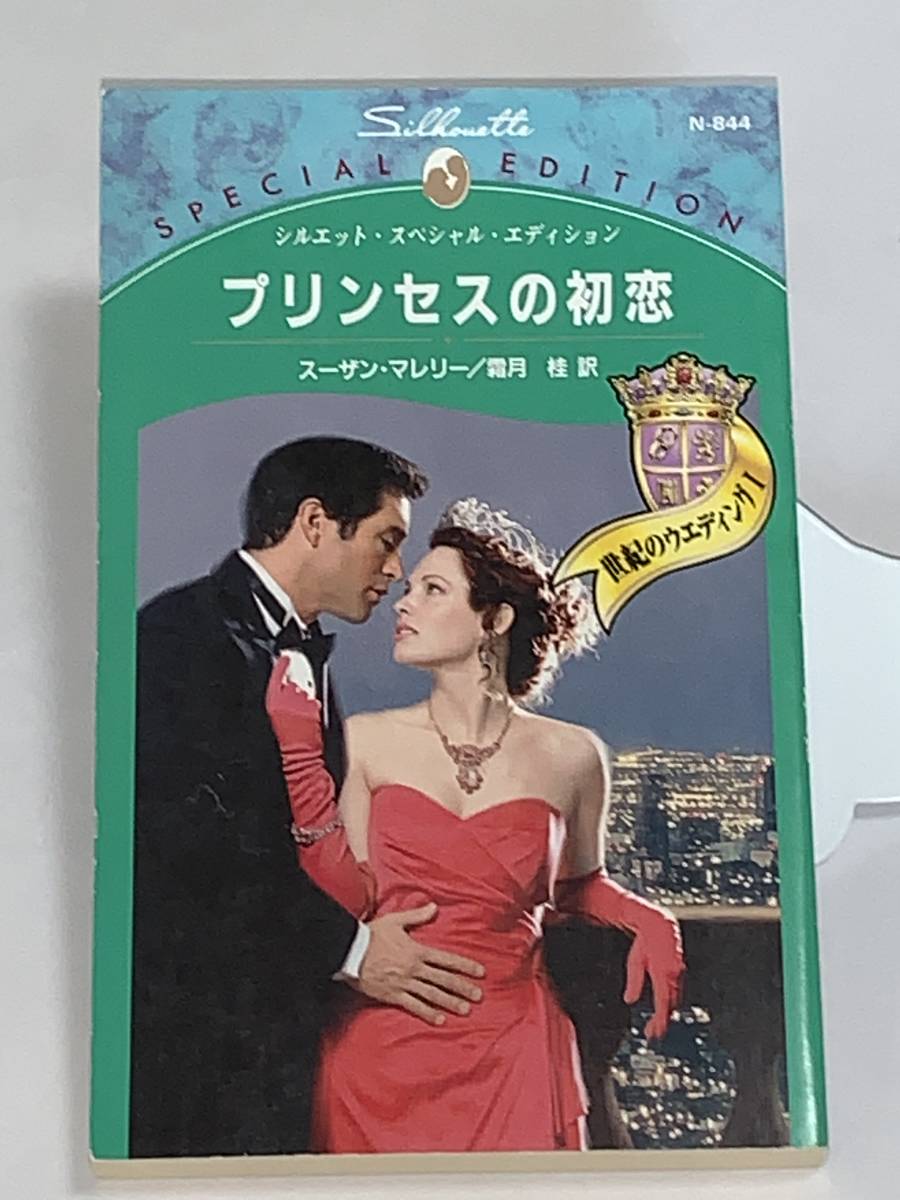 Silhouette
N-844
SPECIAL EDITION
シルエット・スペシャル・エディション
プリンセスの初恋
スーザン・マレリー／霜月 桂 訳
世紀のウエディング I